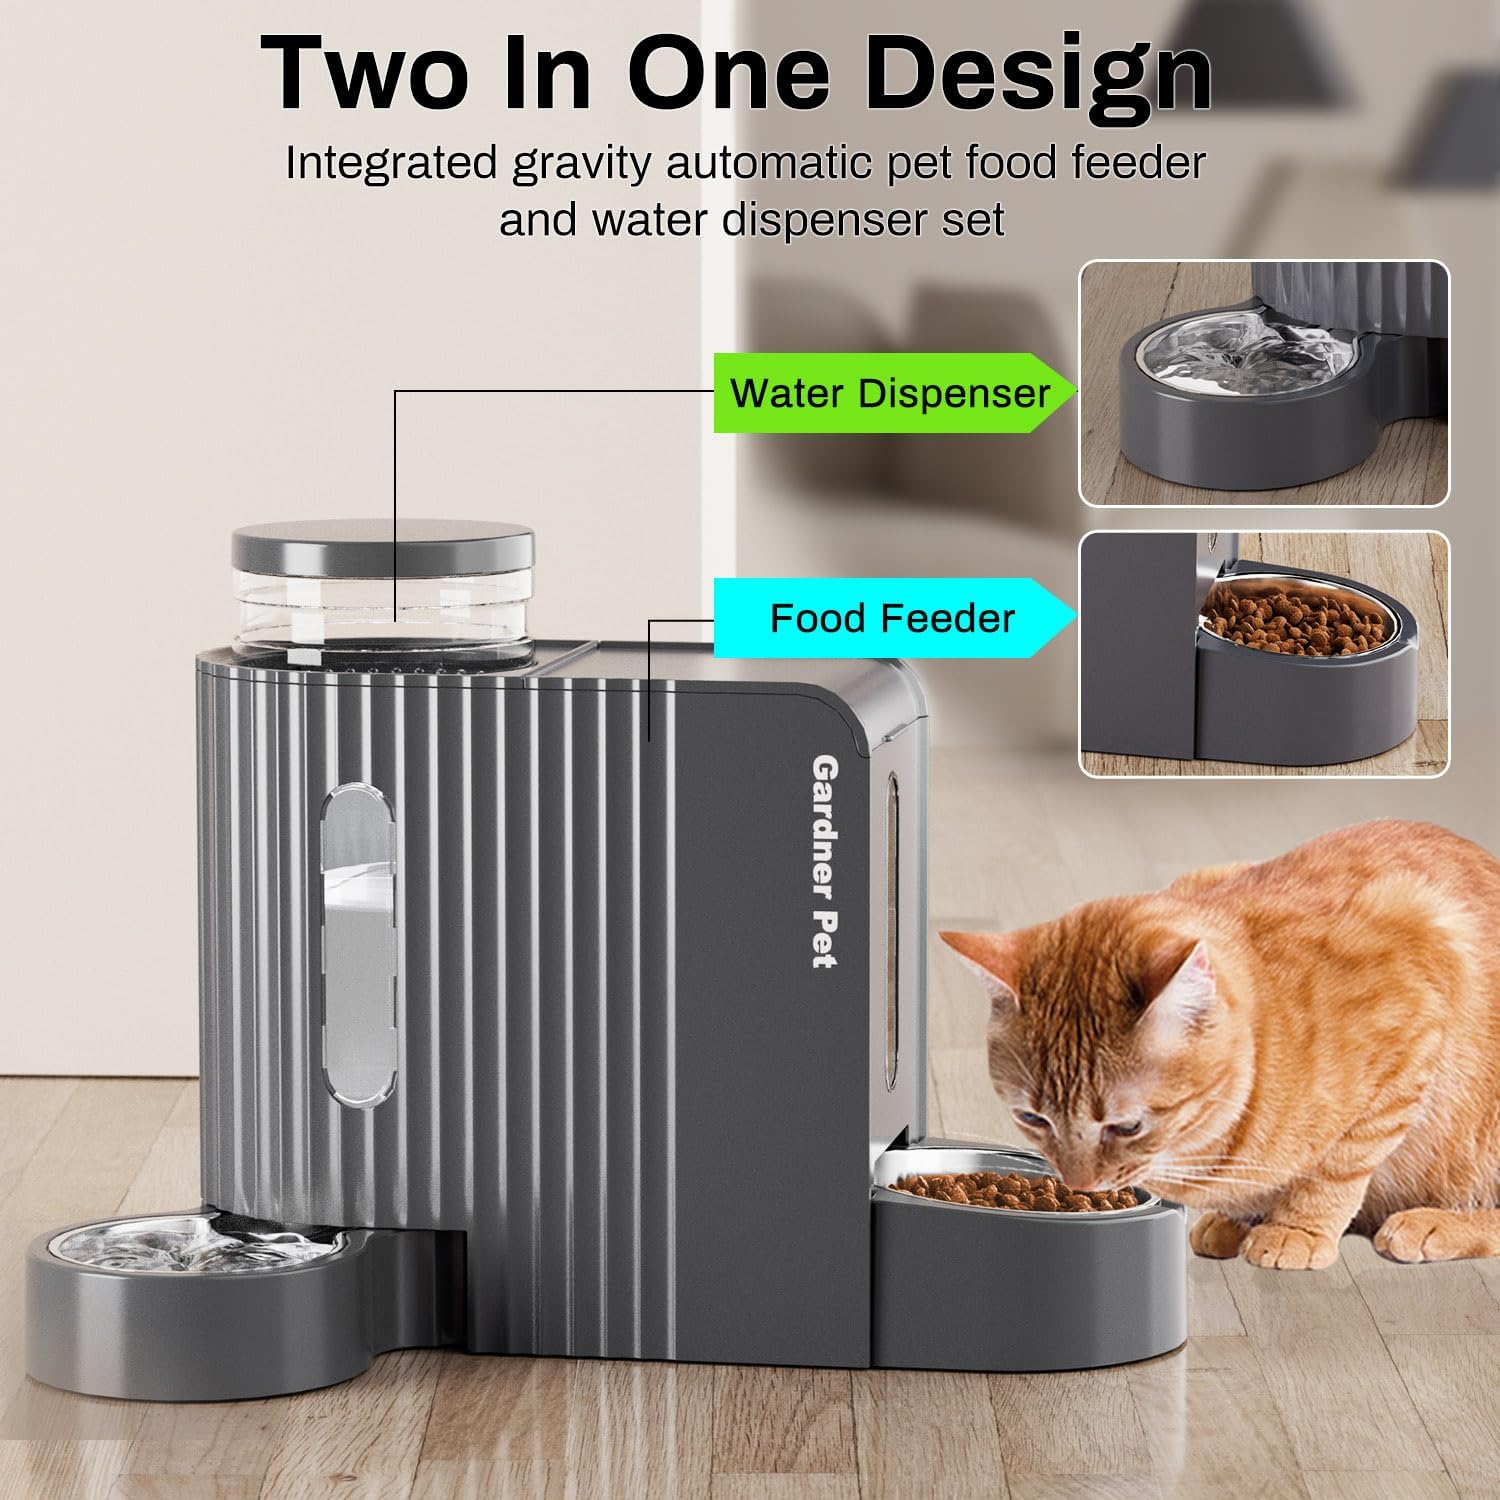 Two In One Design
Integrated gravity automatic pet food feeder
and water dispenser set
Water Dispenser
Food Feeder
Gardner Pet